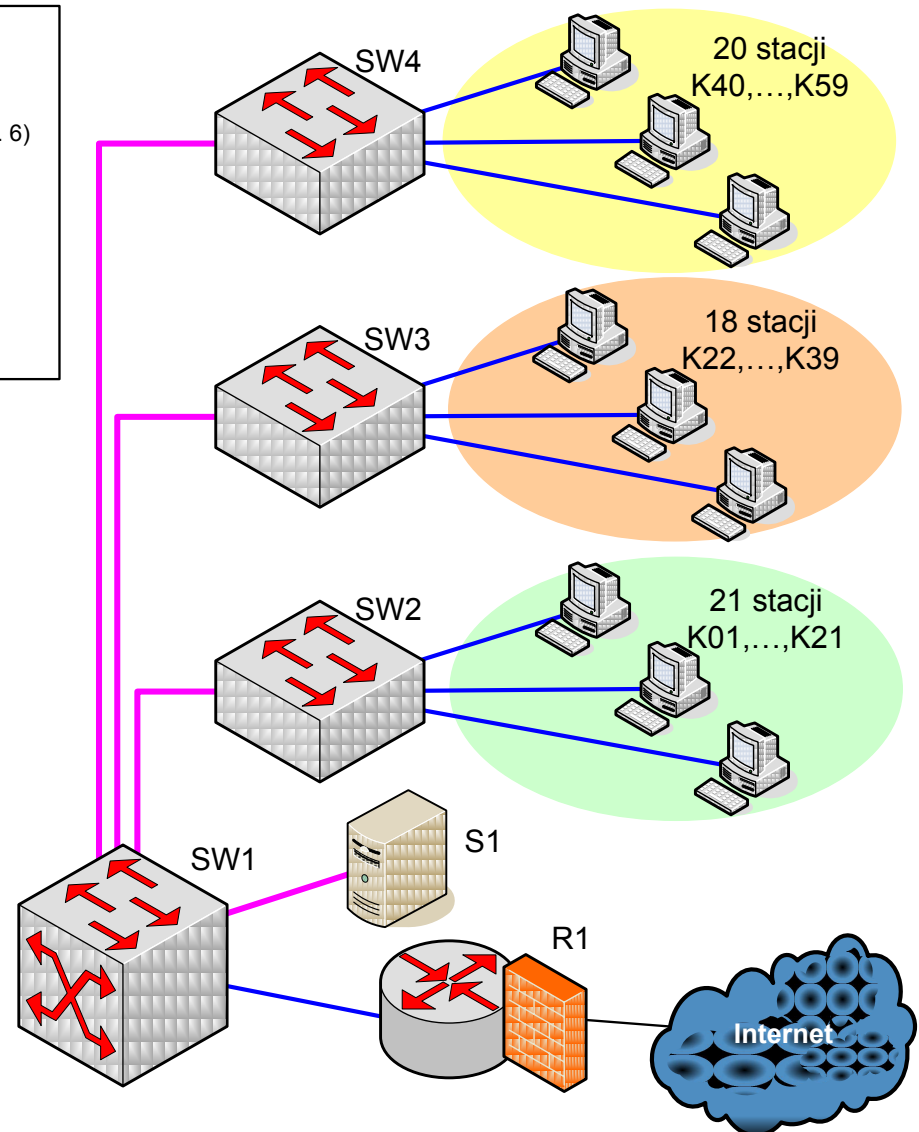 6)
SW4
20 stacji
K40,…,K59
SW3
18 stacji
K22,…,K39
SW2
21 stacji
K01,…,K21
SW1
S1
R1
Internet